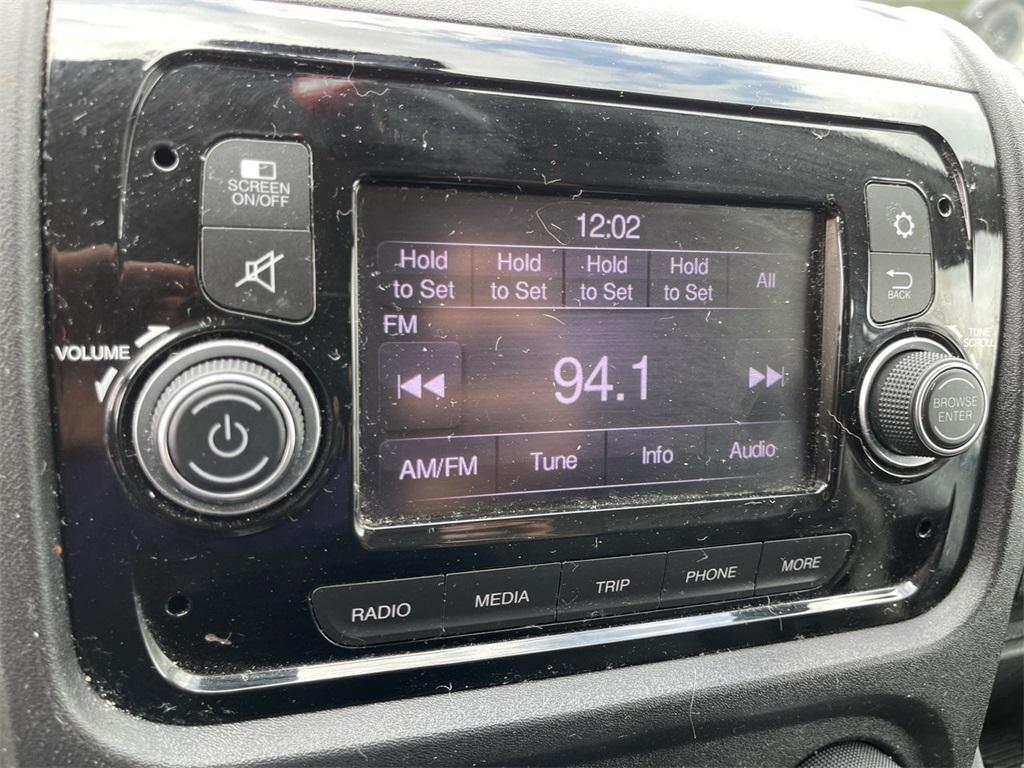 SCREEN
ON/OFF
VOLUME
12:02
Hold
to Set
Hold
to Set
Hold
to Set
Hold
to Set
All
FM
94.1
AM/FM
Tune
Info
Audio
BACK
TUNE
SCROLL
BROWSE
ENTER
RADIO
MEDIA
TRIP
PHONE
MORE